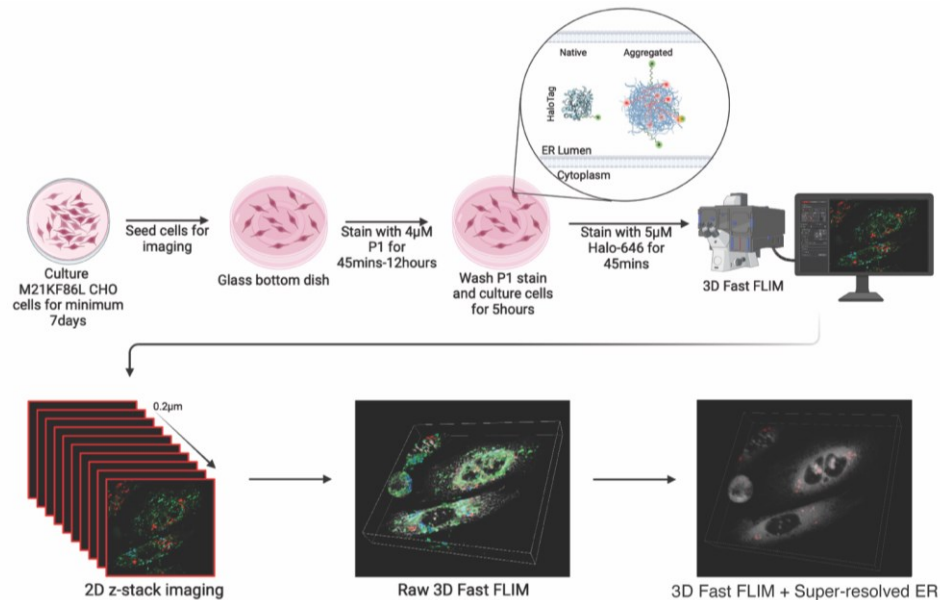 Native
Aggregated
HaloTag
ER Lumen
Cytoplasm
Culture
M21KF86L CHO
cells for minimum
7days
Seed cells for
imaging
Glass bottom dish
Stain with 4µM
P1 for
45mins-12hours
Wash P1 stain
and culture cells
for 5hours
Stain with 5µM
Halo-646 for
45mins
3D Fast FLIM
0.2µm
2D z-stack imaging
Raw 3D Fast FLIM
3D Fast FLIM + Super-resolved ER